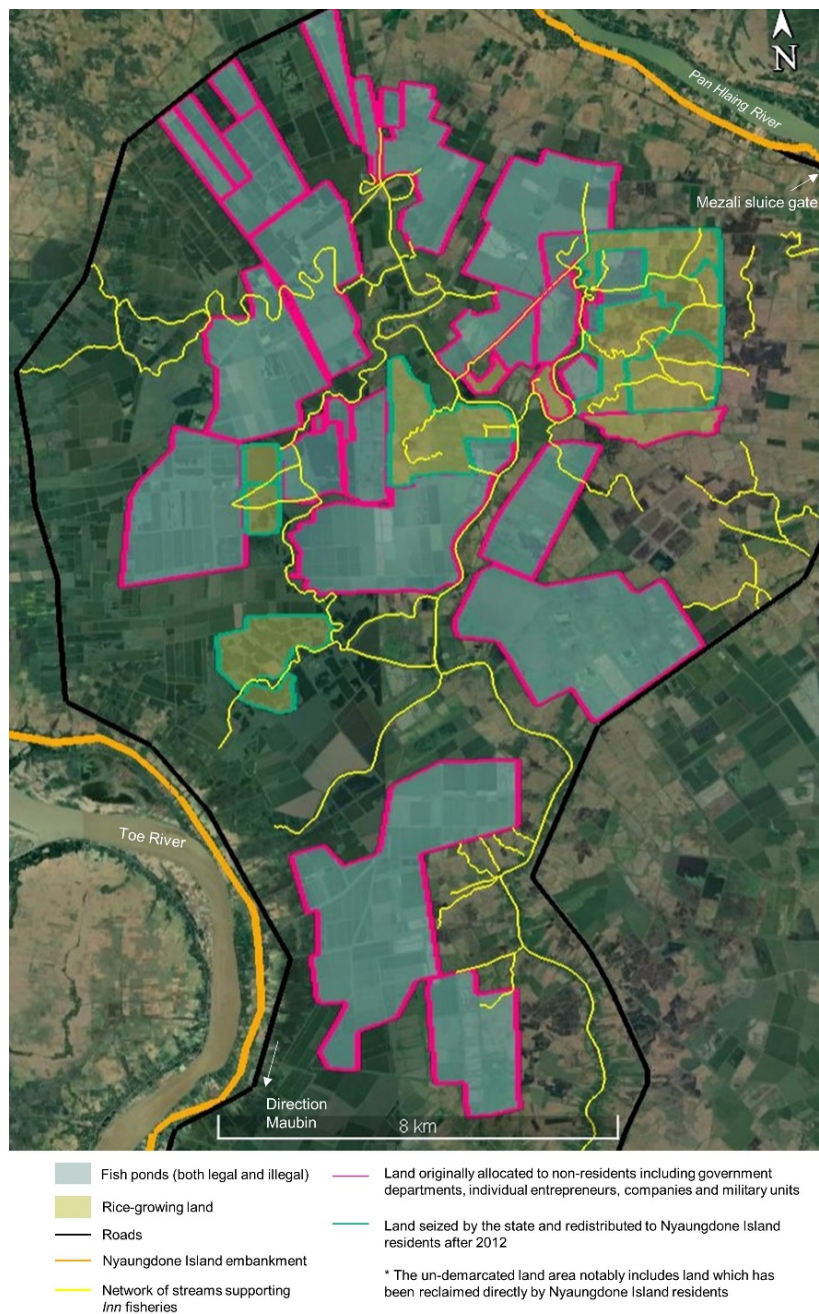 N
Pan Hlaing River
Mezali sluice gate
Toe River
Direction
Maubin
8 km
Fish ponds (both legal and illegal)
Rice-growing land
Roads
Nyaungdone Island embankment
Network of streams supporting
Inn fisheries
Land originally allocated to non-residents including government
departments, individual entrepreneurs, companies and military units
Land seized by the state and redistributed to Nyaungdone Island
residents after 2012
* The un-demarcated land area notably includes land which has
been reclaimed directly by Nyaungdone Island residents